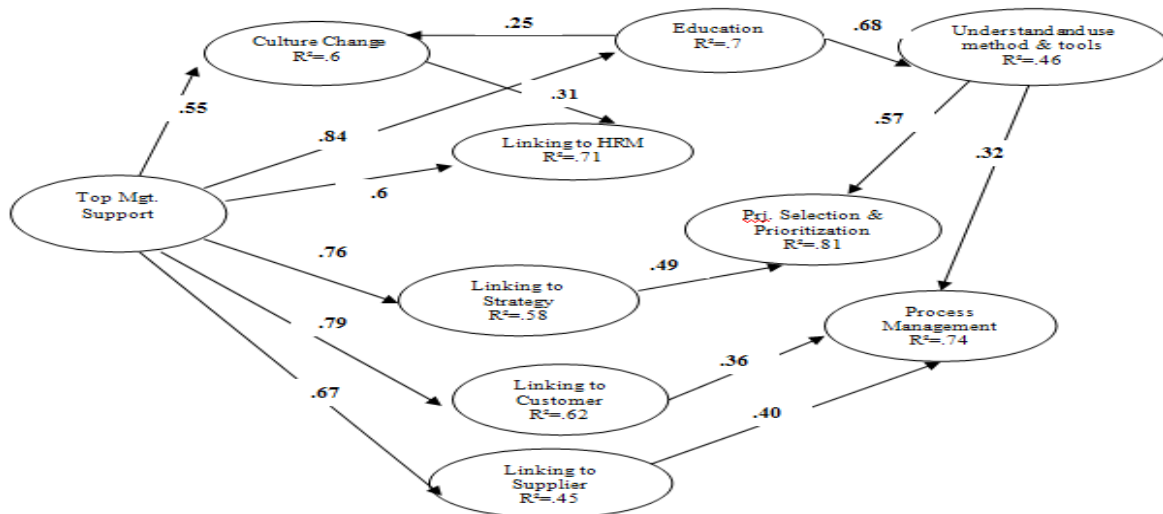 .25
Culture Change
R²=.6
Education
R²=.7
.68
Understand and use
method & tools
R²=.46
.55
.31
.84
Linking to HRM
R²=.71
.57
.32
.6
Top Mgt.
Support
Prj. Selection &
Prioritization
R²=.81
.76
.49
Linking to
Strategy
R²=.58
Process
Management
R²=.74
.79
.36
.67
Linking to
Customer
R²=.62
.40
Linking to
Supplier
R²=.45